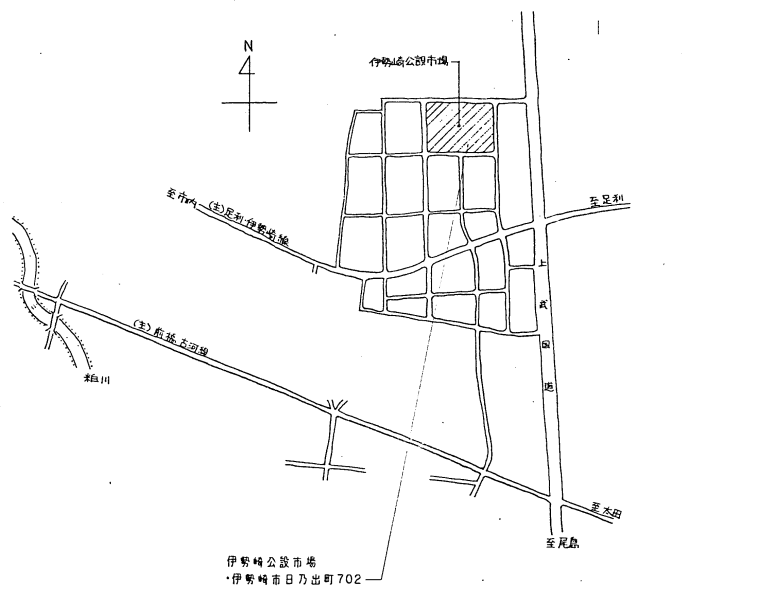 N
伊勢崎公設市場
至市内
(主)足利・伊勢崎線
至足利
上武国道
(主)前橋、古河線
粕川
至太田
至尾島
伊勢崎公設市場
・伊勢崎市日乃出町702